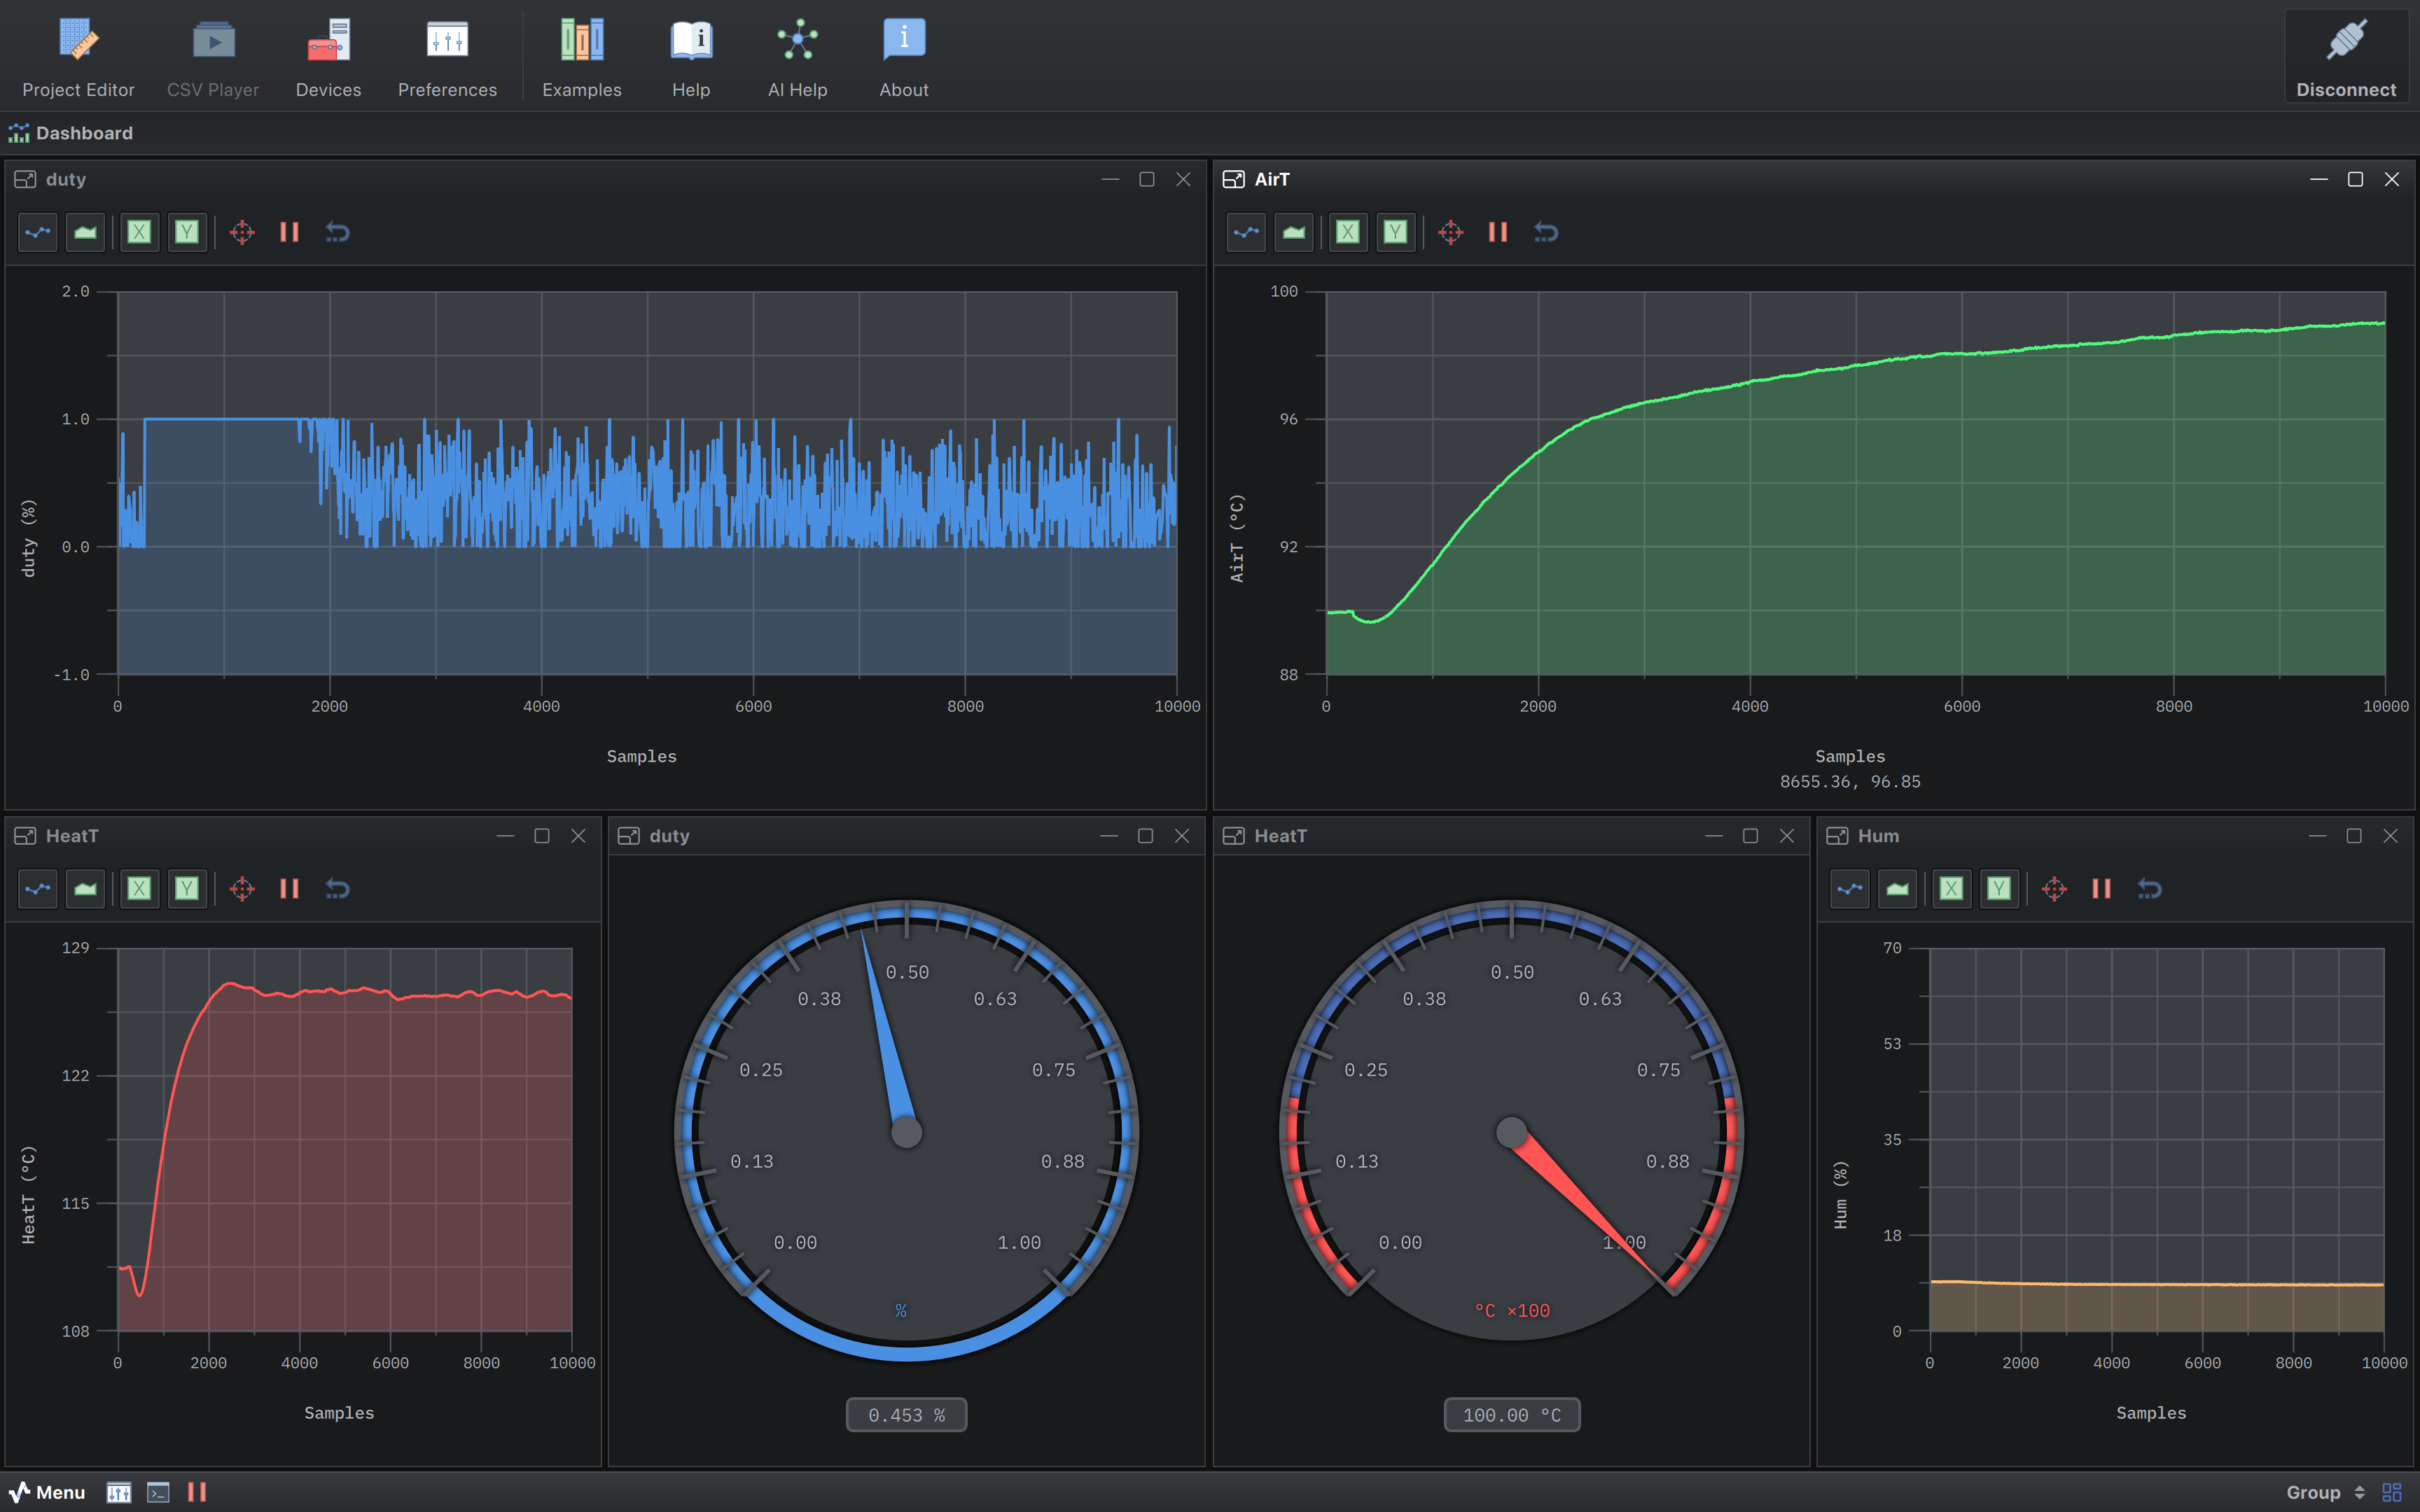 Project Editor CSV Player Devices Preferences Examples Help AI Help About Disconnect
Dashboard
duty
X Y
2.0
1.0
0.0
-1.0
duty (%)
0 2000 4000 6000 8000 10000
Samples
AirT
X Y
100
96
92
88
AirT (°C)
0 2000 4000 6000 8000 10000
Samples
8655.36, 96.85
HeatT
X Y
129
122
115
108
HeatT (°C)
0 2000 4000 6000 8000 10000
Samples
duty
0.50
0.38 0.63
0.25 0.75
0.13 0.88
0.00 1.00
%
0.453 %
HeatT
0.50
0.38 0.63
0.25 0.75
0.13 0.88
0.00 1.00
°C ×100
100.00 °C
Hum
X Y
70
53
35
18
0
Hum (%)
0 2000 4000 6000 8000 10000
Samples
Menu Group